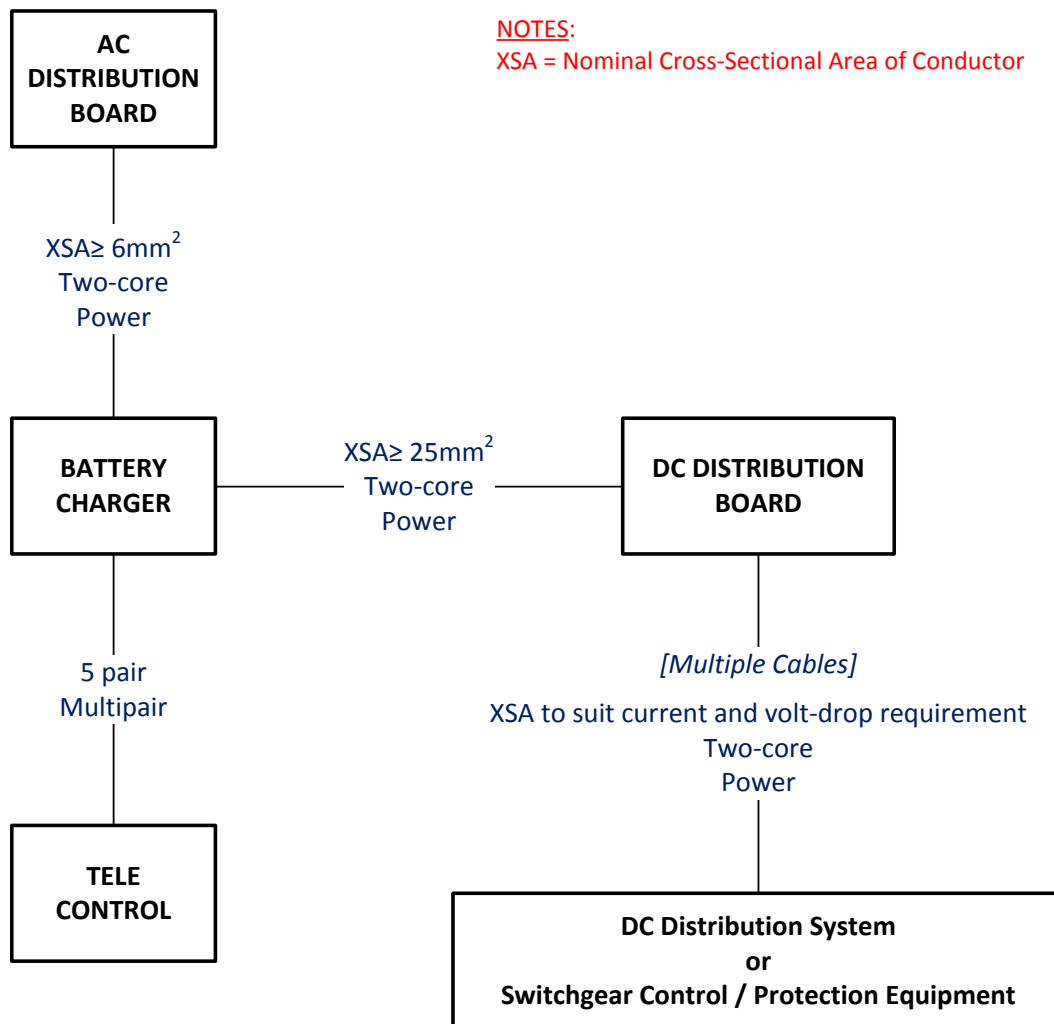 AC
DISTRIBUTION
BOARD
NOTES:
XSA = Nominal Cross-Sectional Area of Conductor
XSA≥ 6mm²
Two-core
Power
BATTERY
CHARGER
XSA≥ 25mm²
Two-core
Power
DC DISTRIBUTION
BOARD
5 pair
Multipair
[Multiple Cables]
XSA to suit current and volt-drop requirement
Two-core
Power
TELE
CONTROL
DC Distribution System
or
Switchgear Control / Protection Equipment